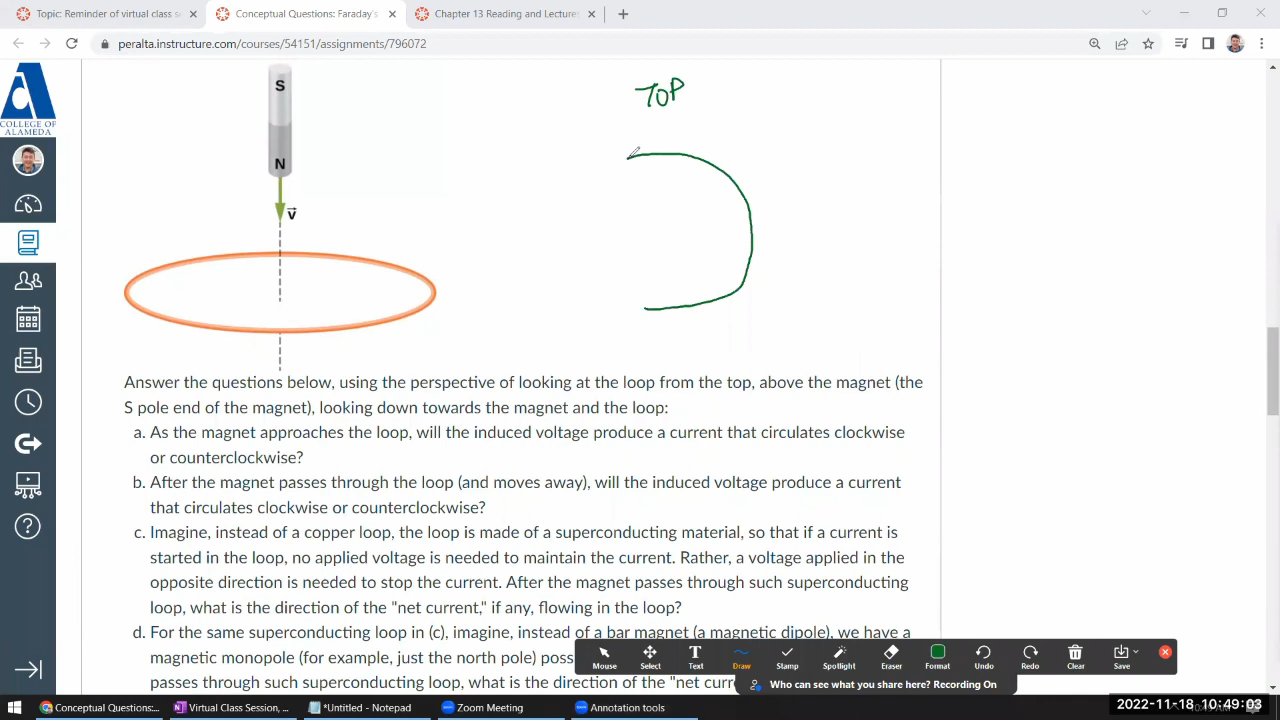 Topic: Reminder of virtual class s
Conceptual Questions: Faraday's
Chapter 13 Reading and Lectures
peralta.instructure.com/courses/54151/assignments/796072
COLLEGE OF
ALAMEDA
S
N
v
TOP
Answer the questions below, using the perspective of looking at the loop from the top, above the magnet (the
S pole end of the magnet), looking down towards the magnet and the loop:
a. As the magnet approaches the loop, will the induced voltage produce a current that circulates clockwise
or counterclockwise?
b. After the magnet passes through the loop (and moves away), will the induced voltage produce a current
that circulates clockwise or counterclockwise?
c. Imagine, instead of a copper loop, the loop is made of a superconducting material, so that if a current is
started in the loop, no applied voltage is needed to maintain the current. Rather, a voltage applied in the
opposite direction is needed to stop the current. After the magnet passes through such superconducting
loop, what is the direction of the "net current," if any, flowing in the loop?
d. For the same superconducting loop in (c), imagine, instead of a bar magnet (a magnetic dipole), we have a
magnetic monopole (for example, just the north pole) poss
passes through such superconducting loop, what is the direction of the "net curr
Mouse
Select
Text
Draw
Stamp
Spotlight
Eraser
Format
Undo
Redo
Clear
Save
Who can see what you share here? Recording On
Conceptual Questions:...
Virtual Class Session, ...
*Untitled - Notepad
Zoom Meeting
Annotation tools
2022-11-18 10:49:03